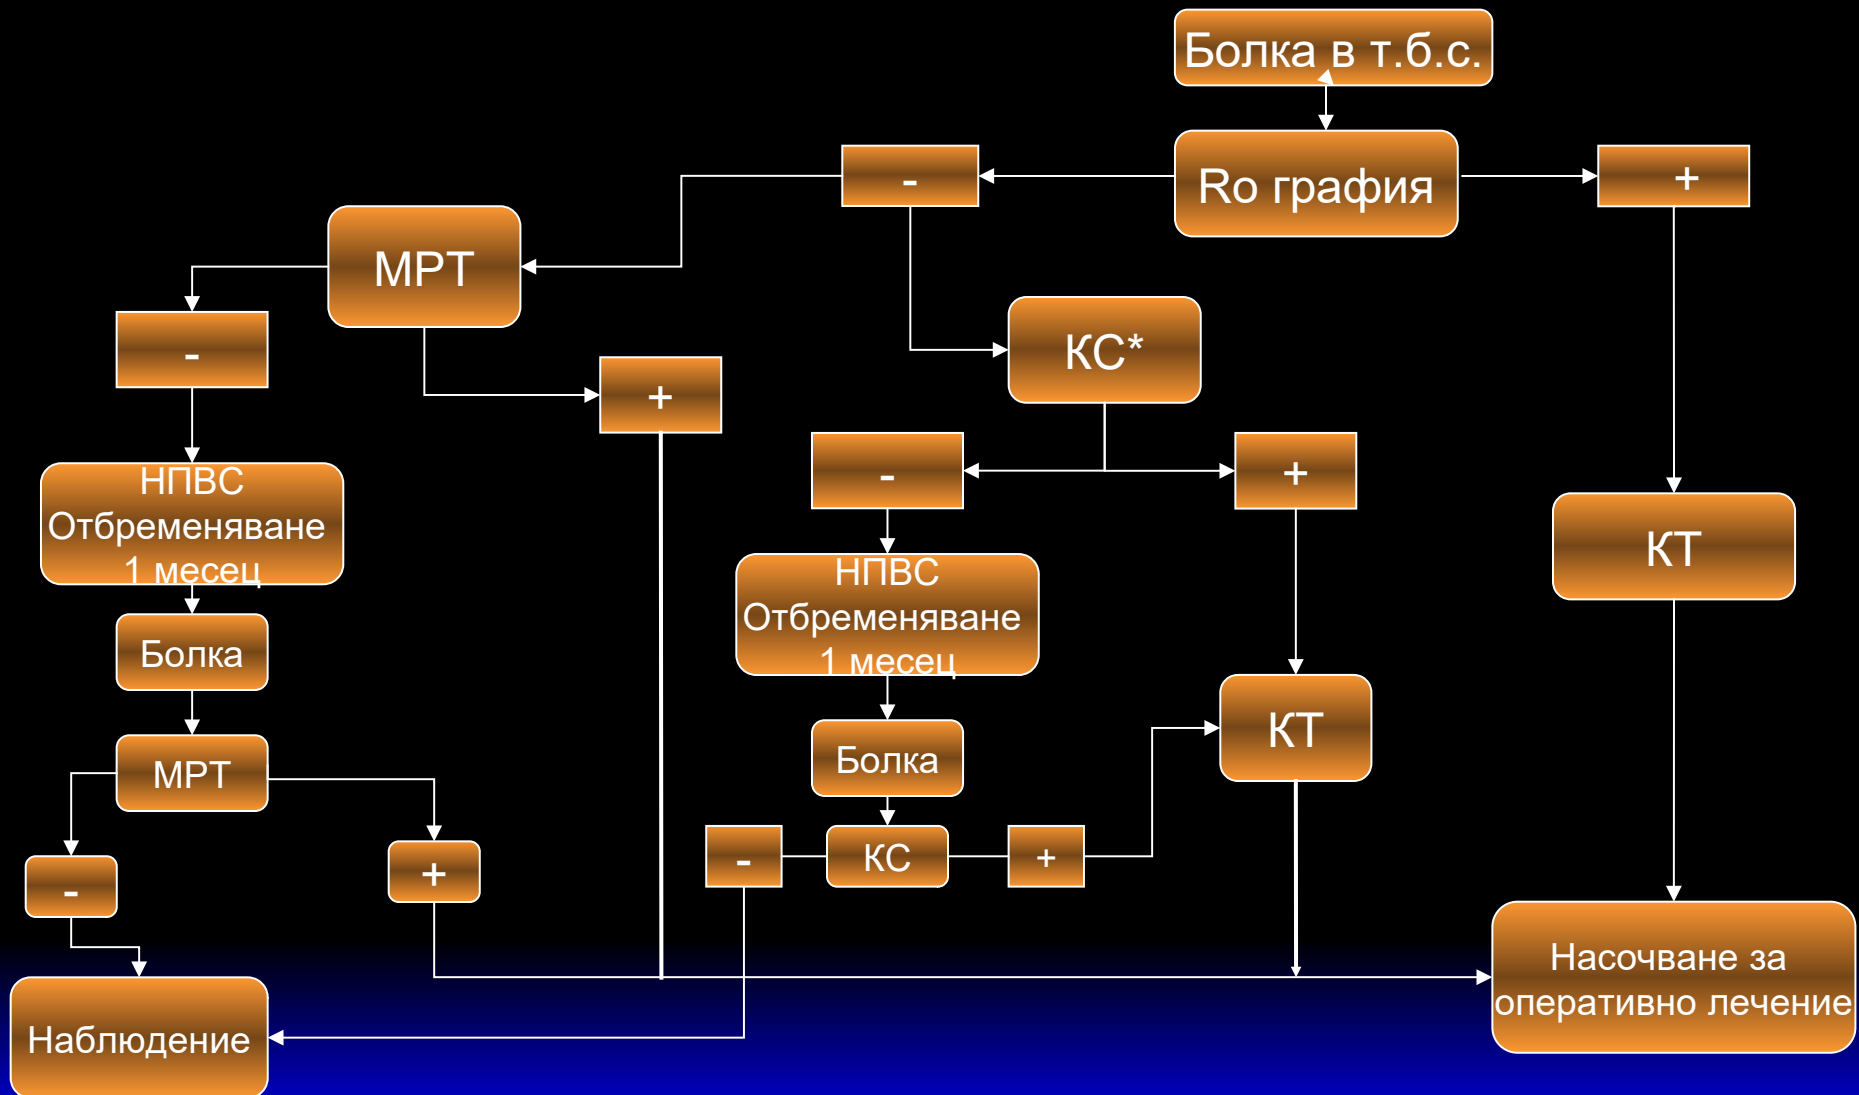 Болка в т.б.с.
-
Ro графия
+
МРТ
КС*
-
+
-
+
НПВС
Отбременяване
1 месец
КТ
НПВС
Отбременяване
1 месец
Болка
КТ
Болка
МРТ
-
КС
+
-
+
Насочване за
оперативно лечение
Наблюдение